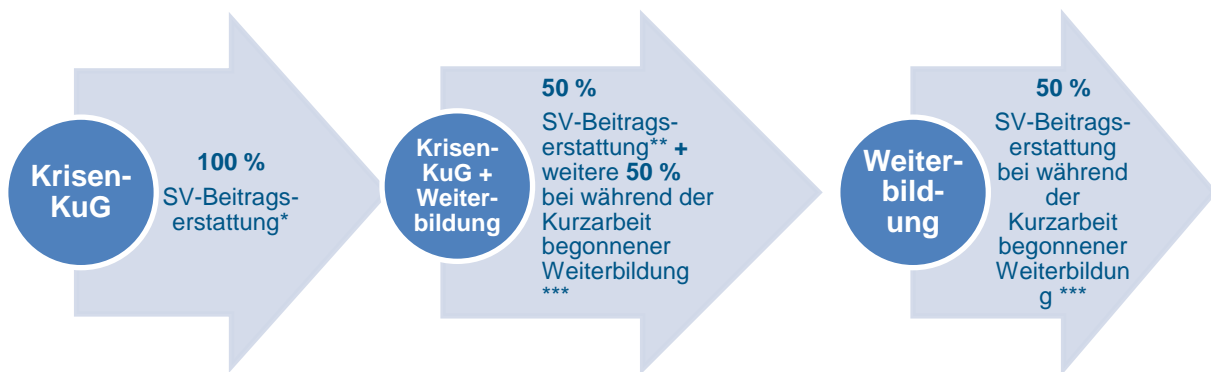 Krisen-
KuG
100 %
SV-Beitrags-
erstattung*
Krisen-
KuG +
Weiter-
bildung
50 %
SV-Beitrags-
erstattung** +
weitere 50 %
bei während der
Kurzarbeit
begonnener
Weiterbildung
***
Weiter-
bild-
ung
50 %
SV-Beitrags-
erstattung
bei während
der
Kurzarbeit
begonnener
Weiterbildun
g ***